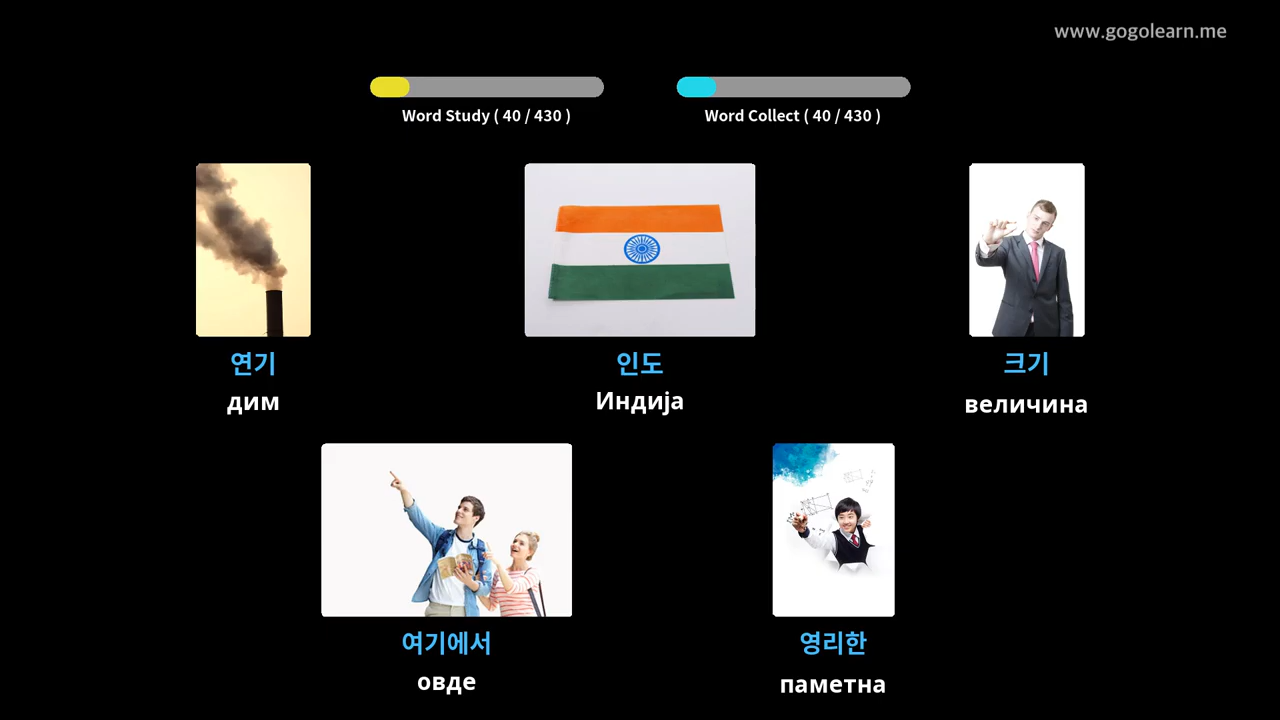 www.gogolearn.me
Word Study ( 40 / 430 )
Word Collect ( 40 / 430 )
연기
인도
크기
дим
Индија
величина
여기에서
영리한
овде
паметна